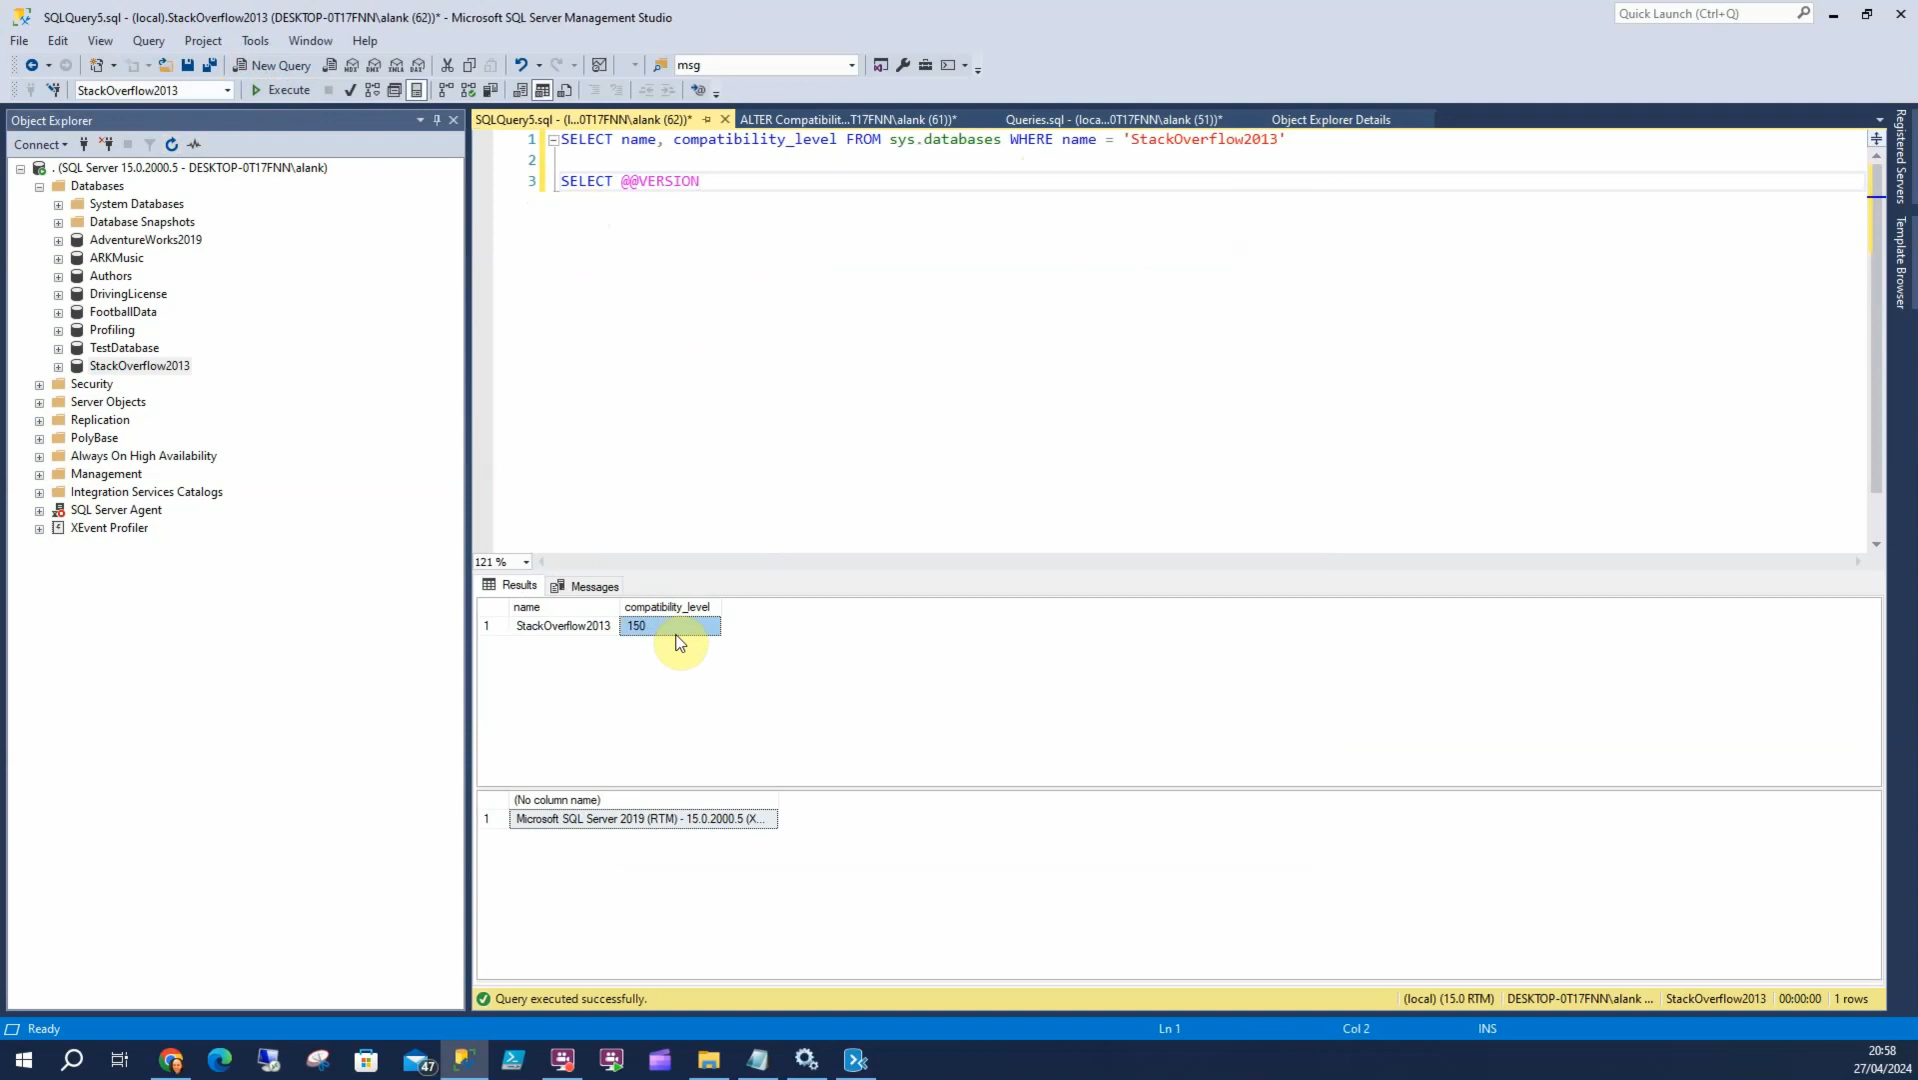 SQLQuery5.sql - (local).StackOverflow2013 (DESKTOP-0T17FNN\alank (62))* - Microsoft SQL Server Management Studio
Quick Launch (Ctrl+Q)
File Edit View Query Project Tools Window Help
New Query
msg
StackOverflow2013
Execute
Object Explorer
SQLQuery5.sql - (l...0T17FNN\alank (62))*
ALTER Compatibilit...T17FNN\alank (61))*
Queries.sql - (loca...0T17FNN\alank (51))*
Object Explorer Details
Connect
. (SQL Server 15.0.2000.5 - DESKTOP-0T17FNN\alank)
Databases
System Databases
Database Snapshots
AdventureWorks2019
ARKMusic
Authors
DrivingLicense
FootballData
Profiling
TestDatabase
StackOverflow2013
Security
Server Objects
Replication
PolyBase
Always On High Availability
Management
Integration Services Catalogs
SQL Server Agent
XEvent Profiler
1 SELECT name, compatibility_level FROM sys.databases WHERE name = 'StackOverflow2013'
2
3 SELECT @@VERSION
Registered Servers
Template Browser
121 %
Results Messages
name compatibility_level
1 StackOverflow2013 150
(No column name)
1 Microsoft SQL Server 2019 (RTM) - 15.0.2000.5 (X...
Query executed successfully.
(local) (15.0 RTM) DESKTOP-0T17FNN\alank ... StackOverflow2013 00:00:00 1 rows
Ready
Ln 1 Col 2 INS
47
20:58
27/04/2024